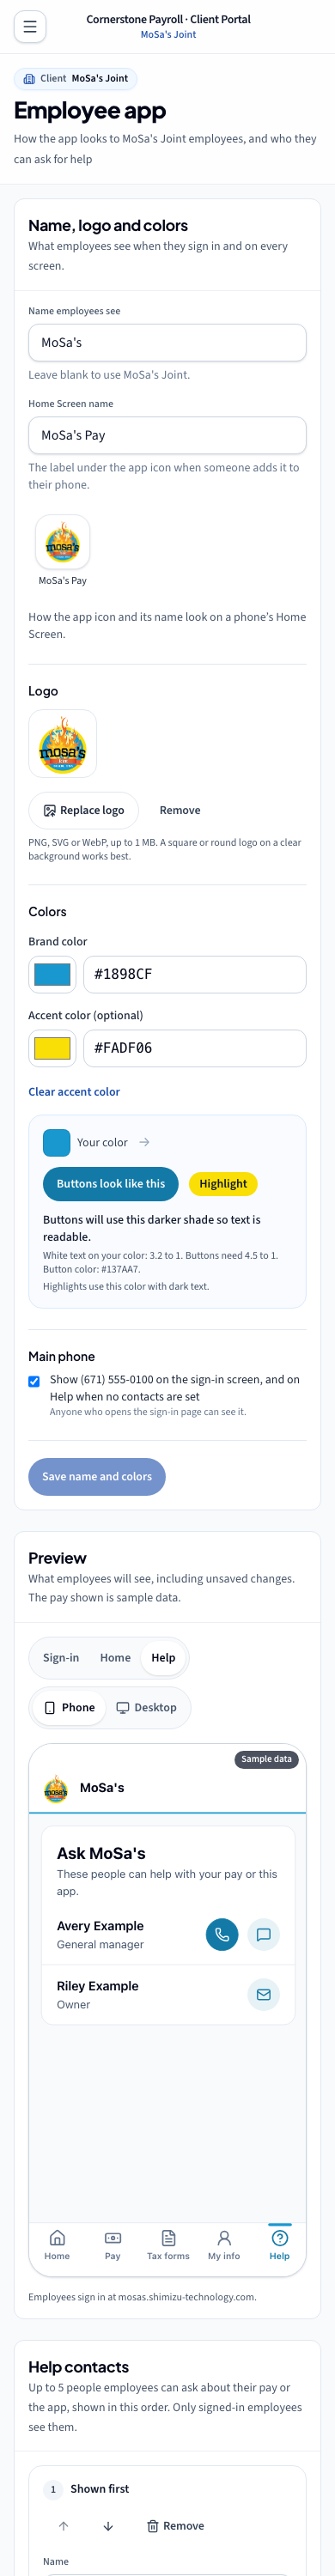 Cornerstone Payroll · Client Portal
MoSa's Joint
Client MoSa's Joint
Employee app
How the app looks to MoSa's Joint employees, and who they
can ask for help
Name, logo and colors
What employees see when they sign in and on every
screen.
Name employees see
MoSa's
Leave blank to use MoSa's Joint.
Home Screen name
MoSa's Pay
The label under the app icon when someone adds it to
their phone.
mosa's
MoSa's Pay
How the app icon and its name look on a phone's Home
Screen.
Logo
mosa's
Replace logo Remove
PNG, SVG or WebP, up to 1 MB. A square or round logo on a clear
background works best.
Colors
Brand color
#1898CF
Accent color (optional)
#FADF06
Clear accent color
Your color →
Buttons look like this Highlight
Buttons will use this darker shade so text is
readable.
White text on your color: 3.2 to 1. Buttons need 4.5 to 1.
Button color: #137AA7.
Highlights use this color with dark text.
Main phone
Show (671) 555-0100 on the sign-in screen, and on
Help when no contacts are set
Anyone who opens the sign-in page can see it.
Save name and colors
Preview
What employees will see, including unsaved changes.
The pay shown is sample data.
Sign-in Home Help
Phone Desktop
Sample data
MoSa's
Ask MoSa's
These people can help with your pay or this
app.
Avery Example
General manager
Riley Example
Owner
Home Pay Tax forms My info Help
Employees sign in at mosas.shimizu-technology.com.
Help contacts
Up to 5 people employees can ask about their pay or
the app, shown in this order. Only signed-in employees
see them.
1 Shown first
↑ ↓ Remove
Name